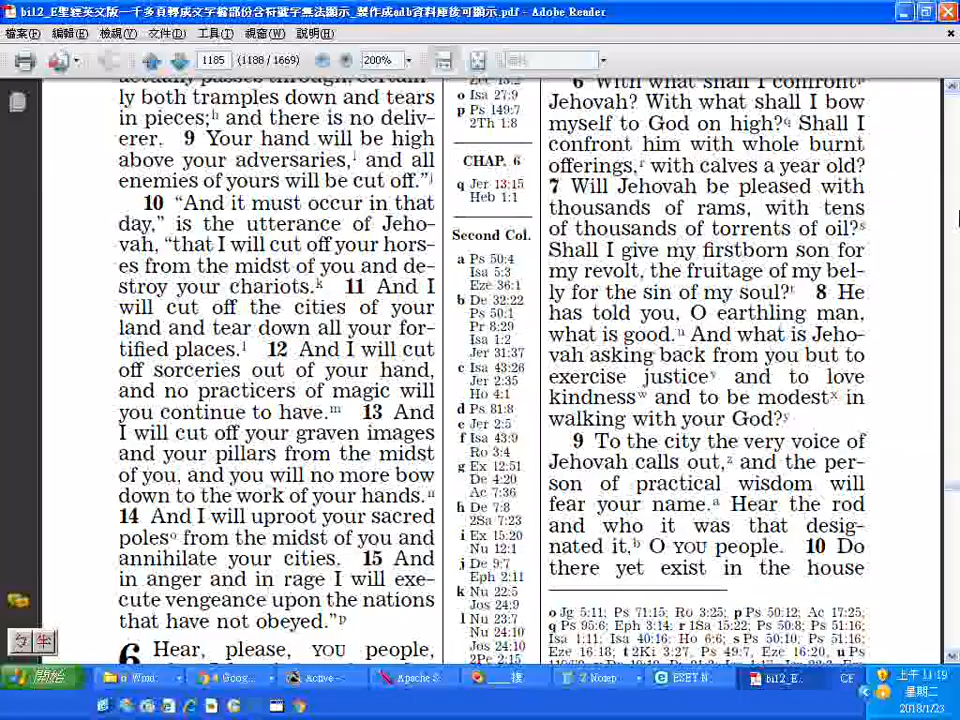 bi12_E聖經英文版一千多頁轉成文字檔部份含符號字無法顯示_製作成adb資料庫後可顯示.pdf - Adobe Reader
檔案(F) 編輯(E) 檢視(V) 文件(D) 工具(T) 視窗(W) 說明(H)
1185 (1188 / 1669) 200% 尋找
actually passes through, certain-
ly both tramples down and tears
in pieces;h and there is no deliv-
erer. 9 Your hand will be high
above your adversaries,i and all
enemies of yours will be cut off.”j
10 “And it must occur in that
day,” is the utterance of Jeho-
vah, “that I will cut off your hors-
es from the midst of you and de-
stroy your chariots.k 11 And I
will cut off the cities of your
land and tear down all your for-
tified places.l 12 And I will cut
off sorceries out of your hand,
and no practicers of magic will
you continue to have.m 13 And
I will cut off your graven images
and your pillars from the midst
of you, and you will no more bow
down to the work of your hands.n
14 And I will uproot your sacred
poleso from the midst of you and
annihilate your cities. 15 And
in anger and in rage I will exe-
cute vengeance upon the nations
that have not obeyed.”p
6 Hear, please, YOU people,
o Isa 27:9
p Ps 149:7
2Th 1:8
CHAP. 6
q Jer 13:15
Heb 1:1
Second Col.
a Ps 50:4
Isa 5:3
Eze 36:1
b De 32:22
Ps 50:1
Pr 8:29
Isa 1:2
Jer 31:37
c Isa 43:26
Jer 2:35
Ho 4:1
d Ps 81:8
e Jer 2:5
f Isa 43:9
Ro 3:4
g Ex 12:51
De 4:20
Ac 7:36
h De 7:8
2Sa 7:23
i Ex 15:20
Nu 12:1
j De 9:7
Eph 2:11
k Nu 22:5
Jos 24:9
l Nu 23:7
Nu 24:10
Jos 24:10
2Pe 2:15
6 With what shall I confrontp
Jehovah? With what shall I bow
myself to God on high?q Shall I
confront him with whole burnt
offerings,r with calves a year old?
7 Will Jehovah be pleased with
thousands of rams, with tens
of thousands of torrents of oil?s
Shall I give my firstborn son for
my revolt, the fruitage of my bel-
ly for the sin of my soul?t 8 He
has told you, O earthling man,
what is good.u And what is Jeho-
vah asking back from you but to
exercise justicev and to love
kindnessw and to be modestx in
walking with your God?y
9 To the city the very voice of
Jehovah calls out,z and the per-
son of practical wisdom will
fear your name.a Hear the rod
and who it was that desig-
nated it,b O YOU people. 10 Do
there yet exist in the house
o Jg 5:11; Ps 71:15; Ro 3:25; p Ps 50:12; Ac 17:25;
q Ps 95:6; Eph 3:14; r 1Sa 15:22; Ps 50:8; Ps 51:16;
Isa 1:11; Isa 40:16; Ho 6:6; s Ps 50:10; Ps 51:16;
Eze 16:18; t 2Ki 3:27, Ps 49:7, Eze 16:20, u Ps
ㄅ 半
開始 Wind... Goog... Active-... Apache S... 7 Notep... ESET N... bi12_E... CE
上午 11:19
星期二
2018/1/23